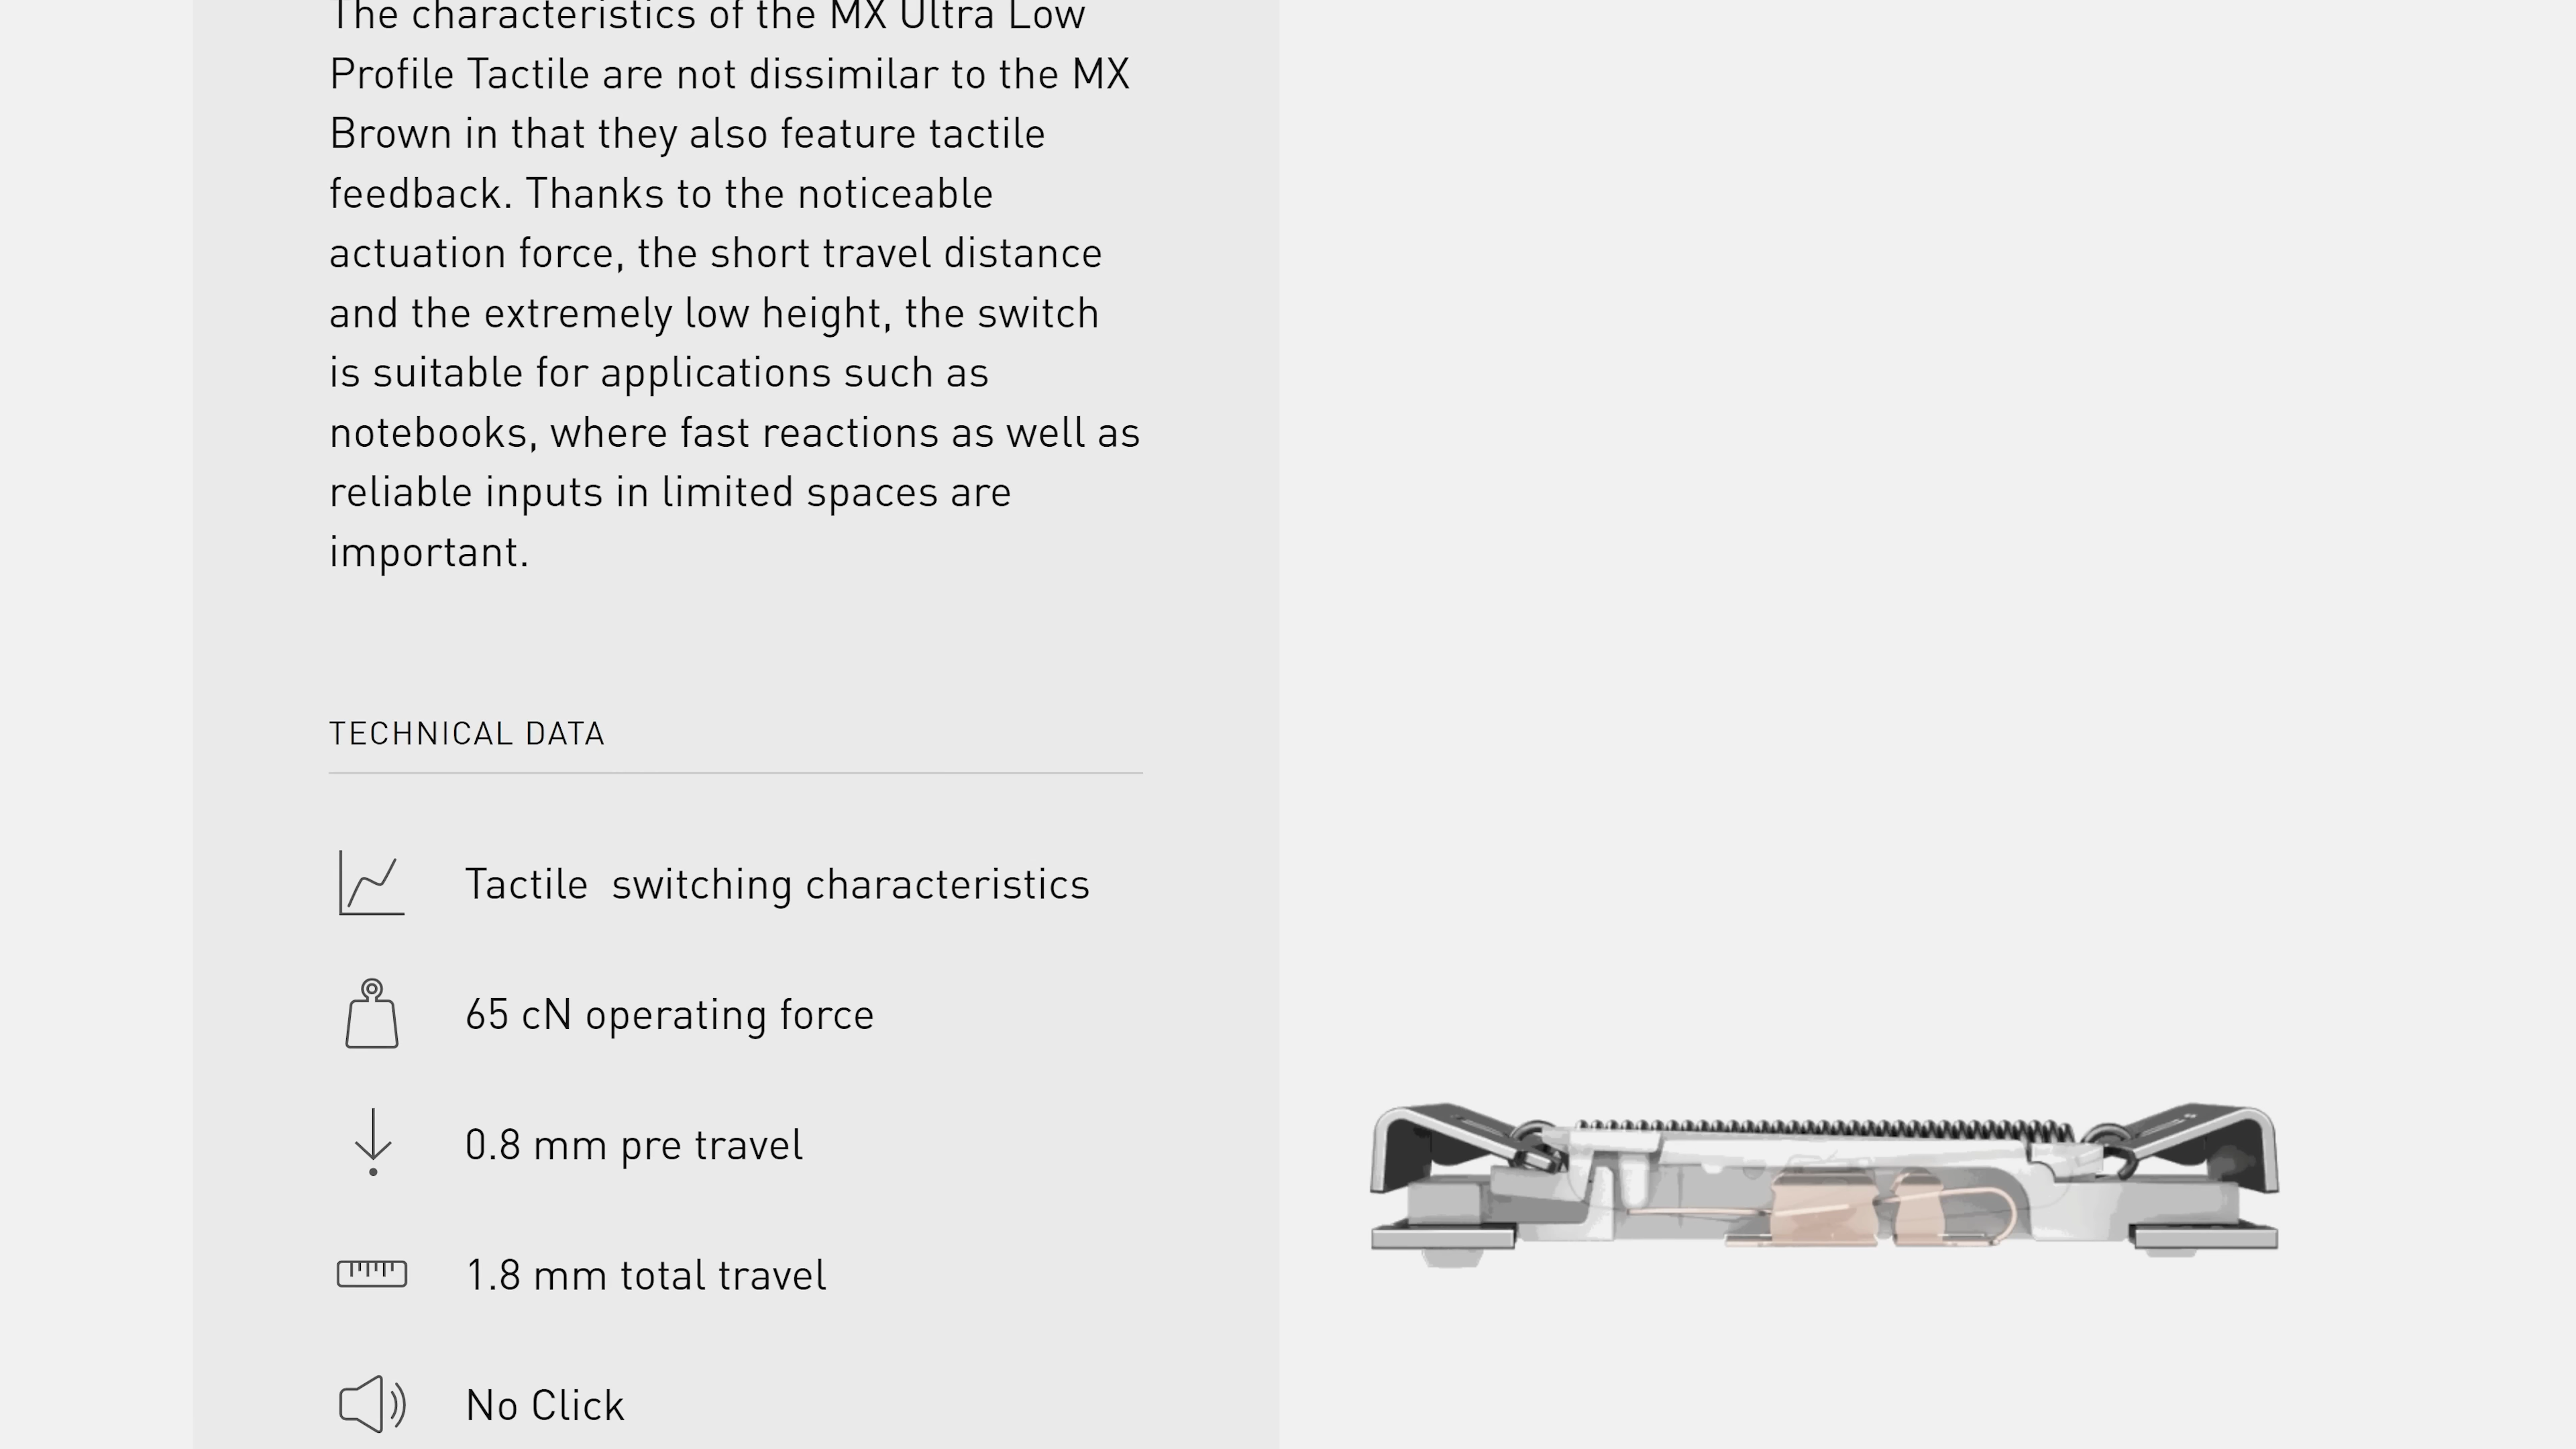 The characteristics of the MX Ultra Low
Profile Tactile are not dissimilar to the MX
Brown in that they also feature tactile
feedback. Thanks to the noticeable
actuation force, the short travel distance
and the extremely low height, the switch
is suitable for applications such as
notebooks, where fast reactions as well as
reliable inputs in limited spaces are
important.
TECHNICAL DATA
Tactile  switching characteristics
65 cN operating force
0.8 mm pre travel
1.8 mm total travel
No Click